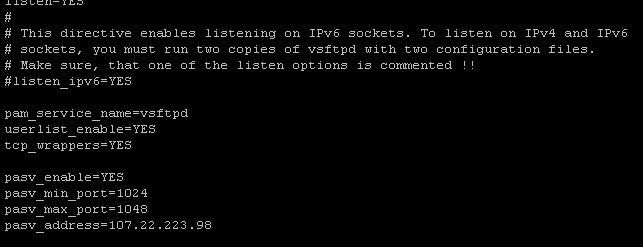 listen=YES
#
# This directive enables listening on IPv6 sockets. To listen on IPv4 and IPv6
# sockets, you must run two copies of vsftpd with two configuration files.
# Make sure, that one of the listen options is commented !!
#listen_ipv6=YES
pam_service_name=vsftpd
userlist_enable=YES
tcp_wrappers=YES
pasv_enable=YES
pasv_min_port=1024
pasv_max_port=1048
pasv_address=107.22.223.98